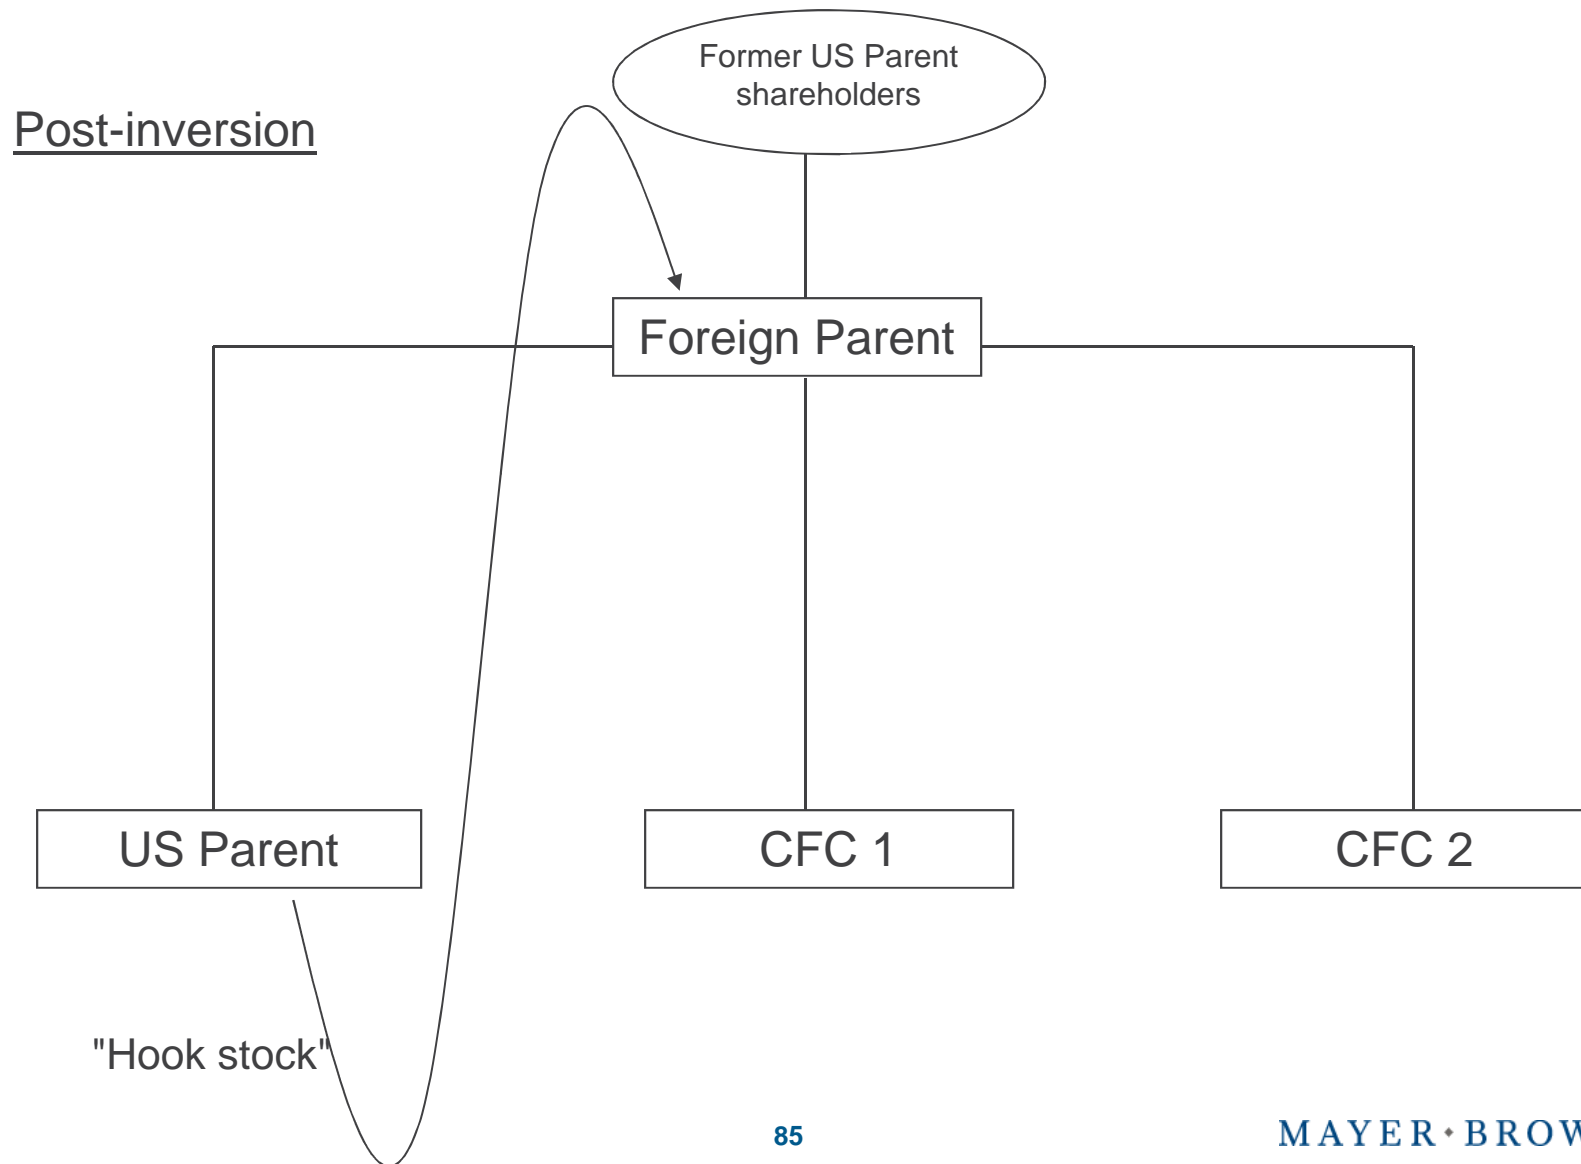 Former US Parent
shareholders
Post-inversion
Foreign Parent
US Parent
CFC 1
CFC 2
"Hook stock"
85
MAYER•BROW